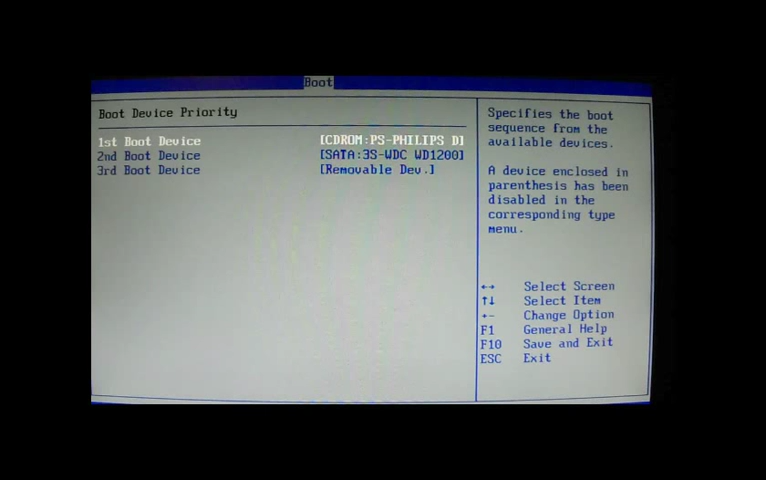 Boot
Boot Device Priority
1st Boot Device [CDROM:PS-PHILIPS D]
2nd Boot Device [SATA:3S-WDC WD1200]
3rd Boot Device [Removable Dev.]
Specifies the boot
sequence from the
available devices.
A device enclosed in
parenthesis has been
disabled in the
corresponding type
menu.
←→ Select Screen
↑↓ Select Item
+- Change Option
F1 General Help
F10 Save and Exit
ESC Exit